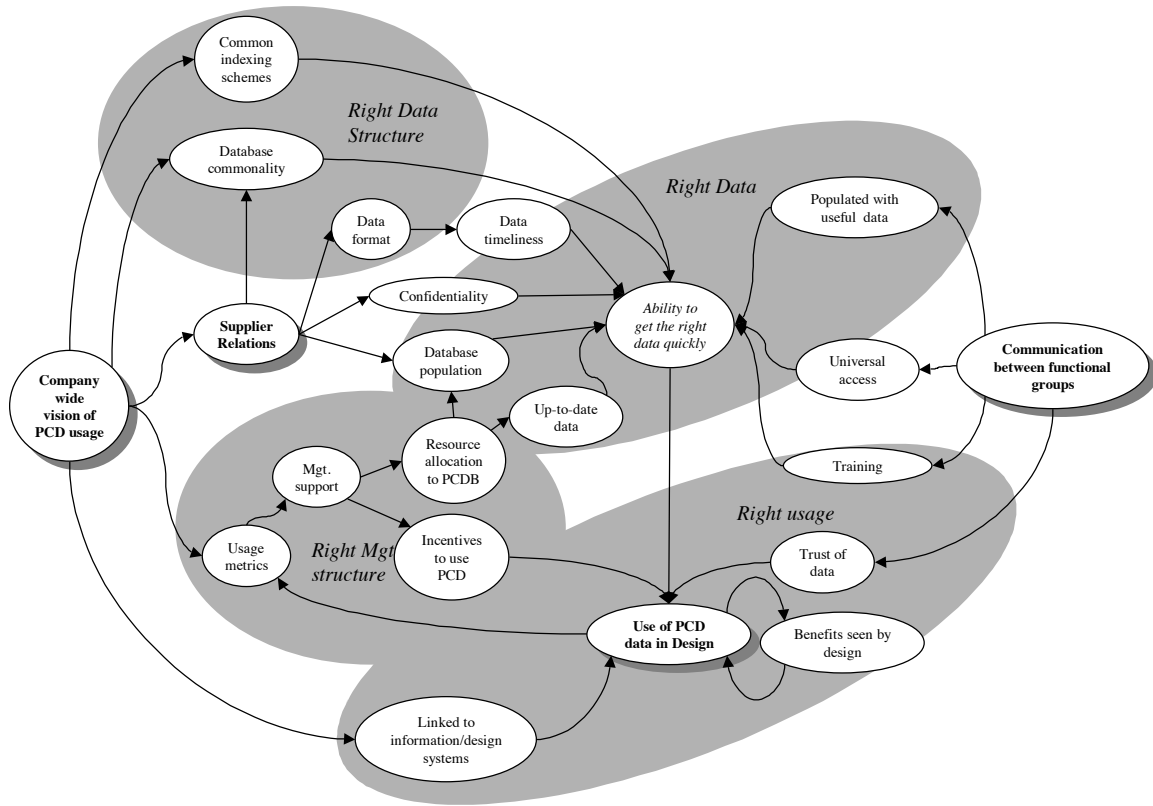 Common
indexing
schemes
Right Data
Structure
Database
commonality
Right Data
Populated with
useful data
Data
format
Data
timeliness
Confidentiality
Ability to
get the right
data quickly
Supplier
Relations
Database
population
Universal
access
Communication
between functional
groups
Company
wide
vision of
PCD usage
Up-to-date
data
Resource
allocation
to PCDB
Mgt.
support
Training
Right usage
Usage
metrics
Right Mgt
structure
Incentives to use
PCD
Trust of
data
Use of PCD
data in Design
Benefits seen by
design
Linked to
information/design
systems